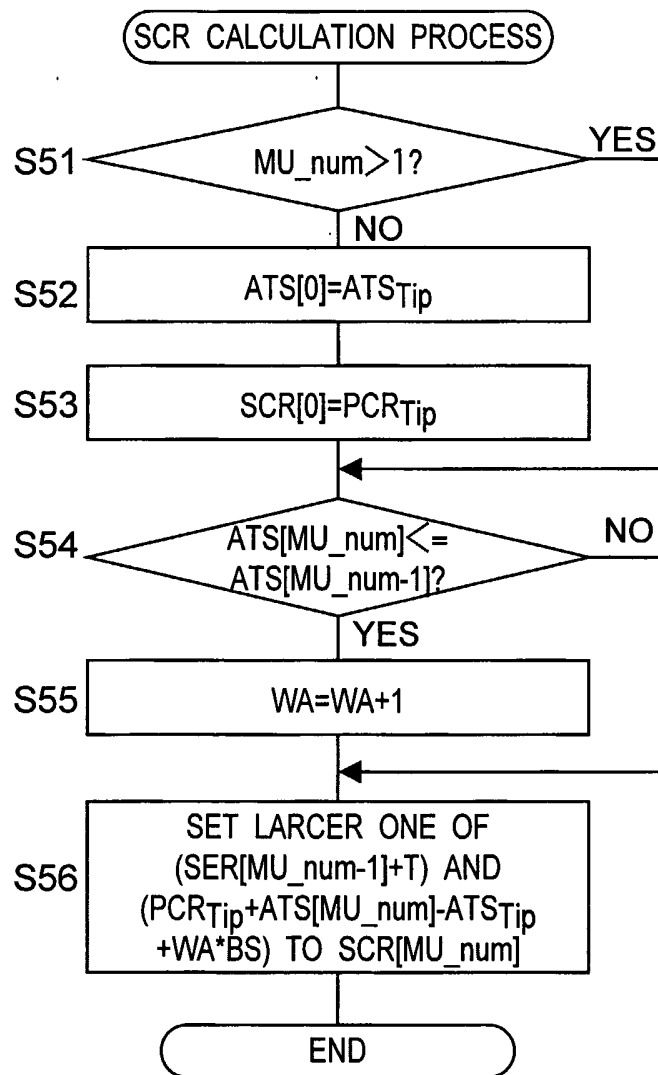 SCR CALCULATION PROCESS
S51
MU_num>1?
YES
NO
S52
ATS[0]=ATSTip
S53
SCR[0]=PCRTip
S54
ATS[MU_num]<=
ATS[MU_num-1]?
NO
YES
S55
WA=WA+1
S56
SET LARCER ONE OF
(SER[MU_num-1]+T) AND
(PCRTip+ATS[MU_num]-ATSTip
+WA*BS) TO SCR[MU_num]
END